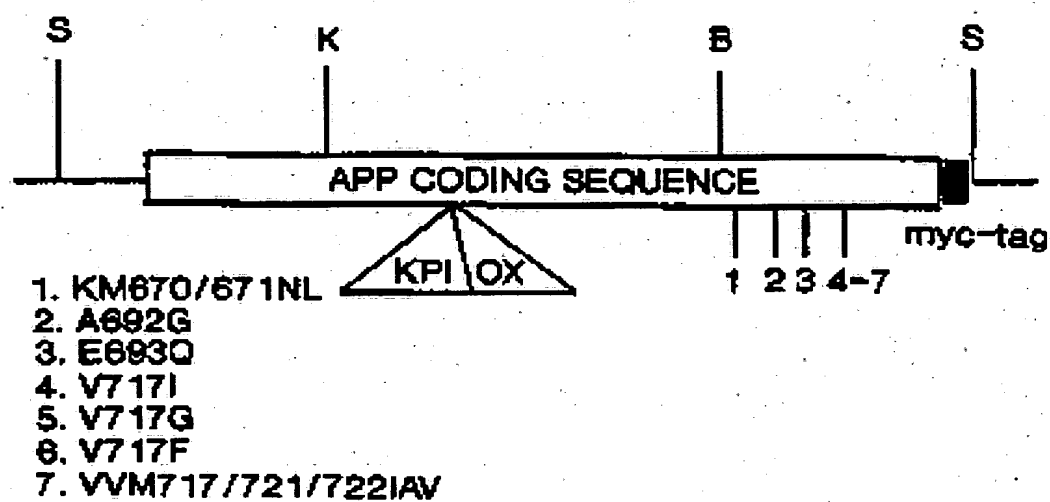 S K B S
APP CODING SEQUENCE
myc-tag
KPI OX
1 2 3 4-7
1. KM670/671NL
2. A692G
3. E693Q
4. V717I
5. V717G
6. V717F
7. VVM717/721/722IAV